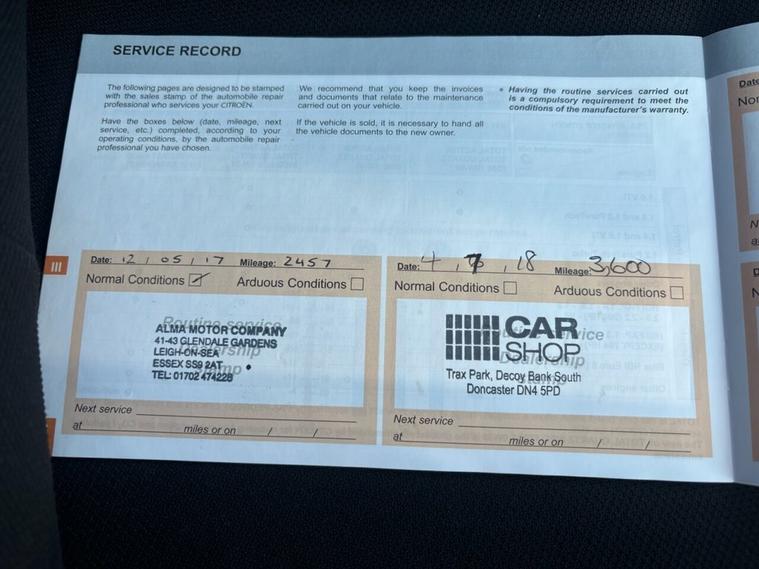 SERVICE RECORD
The following pages are designed to be stamped
with the sales stamp of the automobile repair
professional who services your CITROËN.
Have the boxes below (date, mileage, next
service, etc.) completed, according to your
operating conditions, by the automobile repair
professional you have chosen.
We recommend that you keep the invoices
and documents that relate to the maintenance
carried out on your vehicle.
If the vehicle is sold, it is necessary to hand all
the vehicle documents to the new owner.
• Having the routine services carried out
is a compulsory requirement to meet the
conditions of the manufacturer's warranty.
III
Date: 12 / 05 / 17 Mileage: 2457
Normal Conditions Arduous Conditions
Routine service
ALMA MOTOR COMPANY
41-43 GLENDALE GARDENS
LEIGH-ON-SEA
ESSEX SS9 2AT
TEL: 01702 474228
Next service
at miles or on / /
Date: 4 , 7 , 18 Mileage: 3,600
Normal Conditions Arduous Conditions
CAR
SHOP
Dealership
Trax Park, Decoy Bank South
Doncaster DN4 5PD
Next service
at miles or on / /
Date